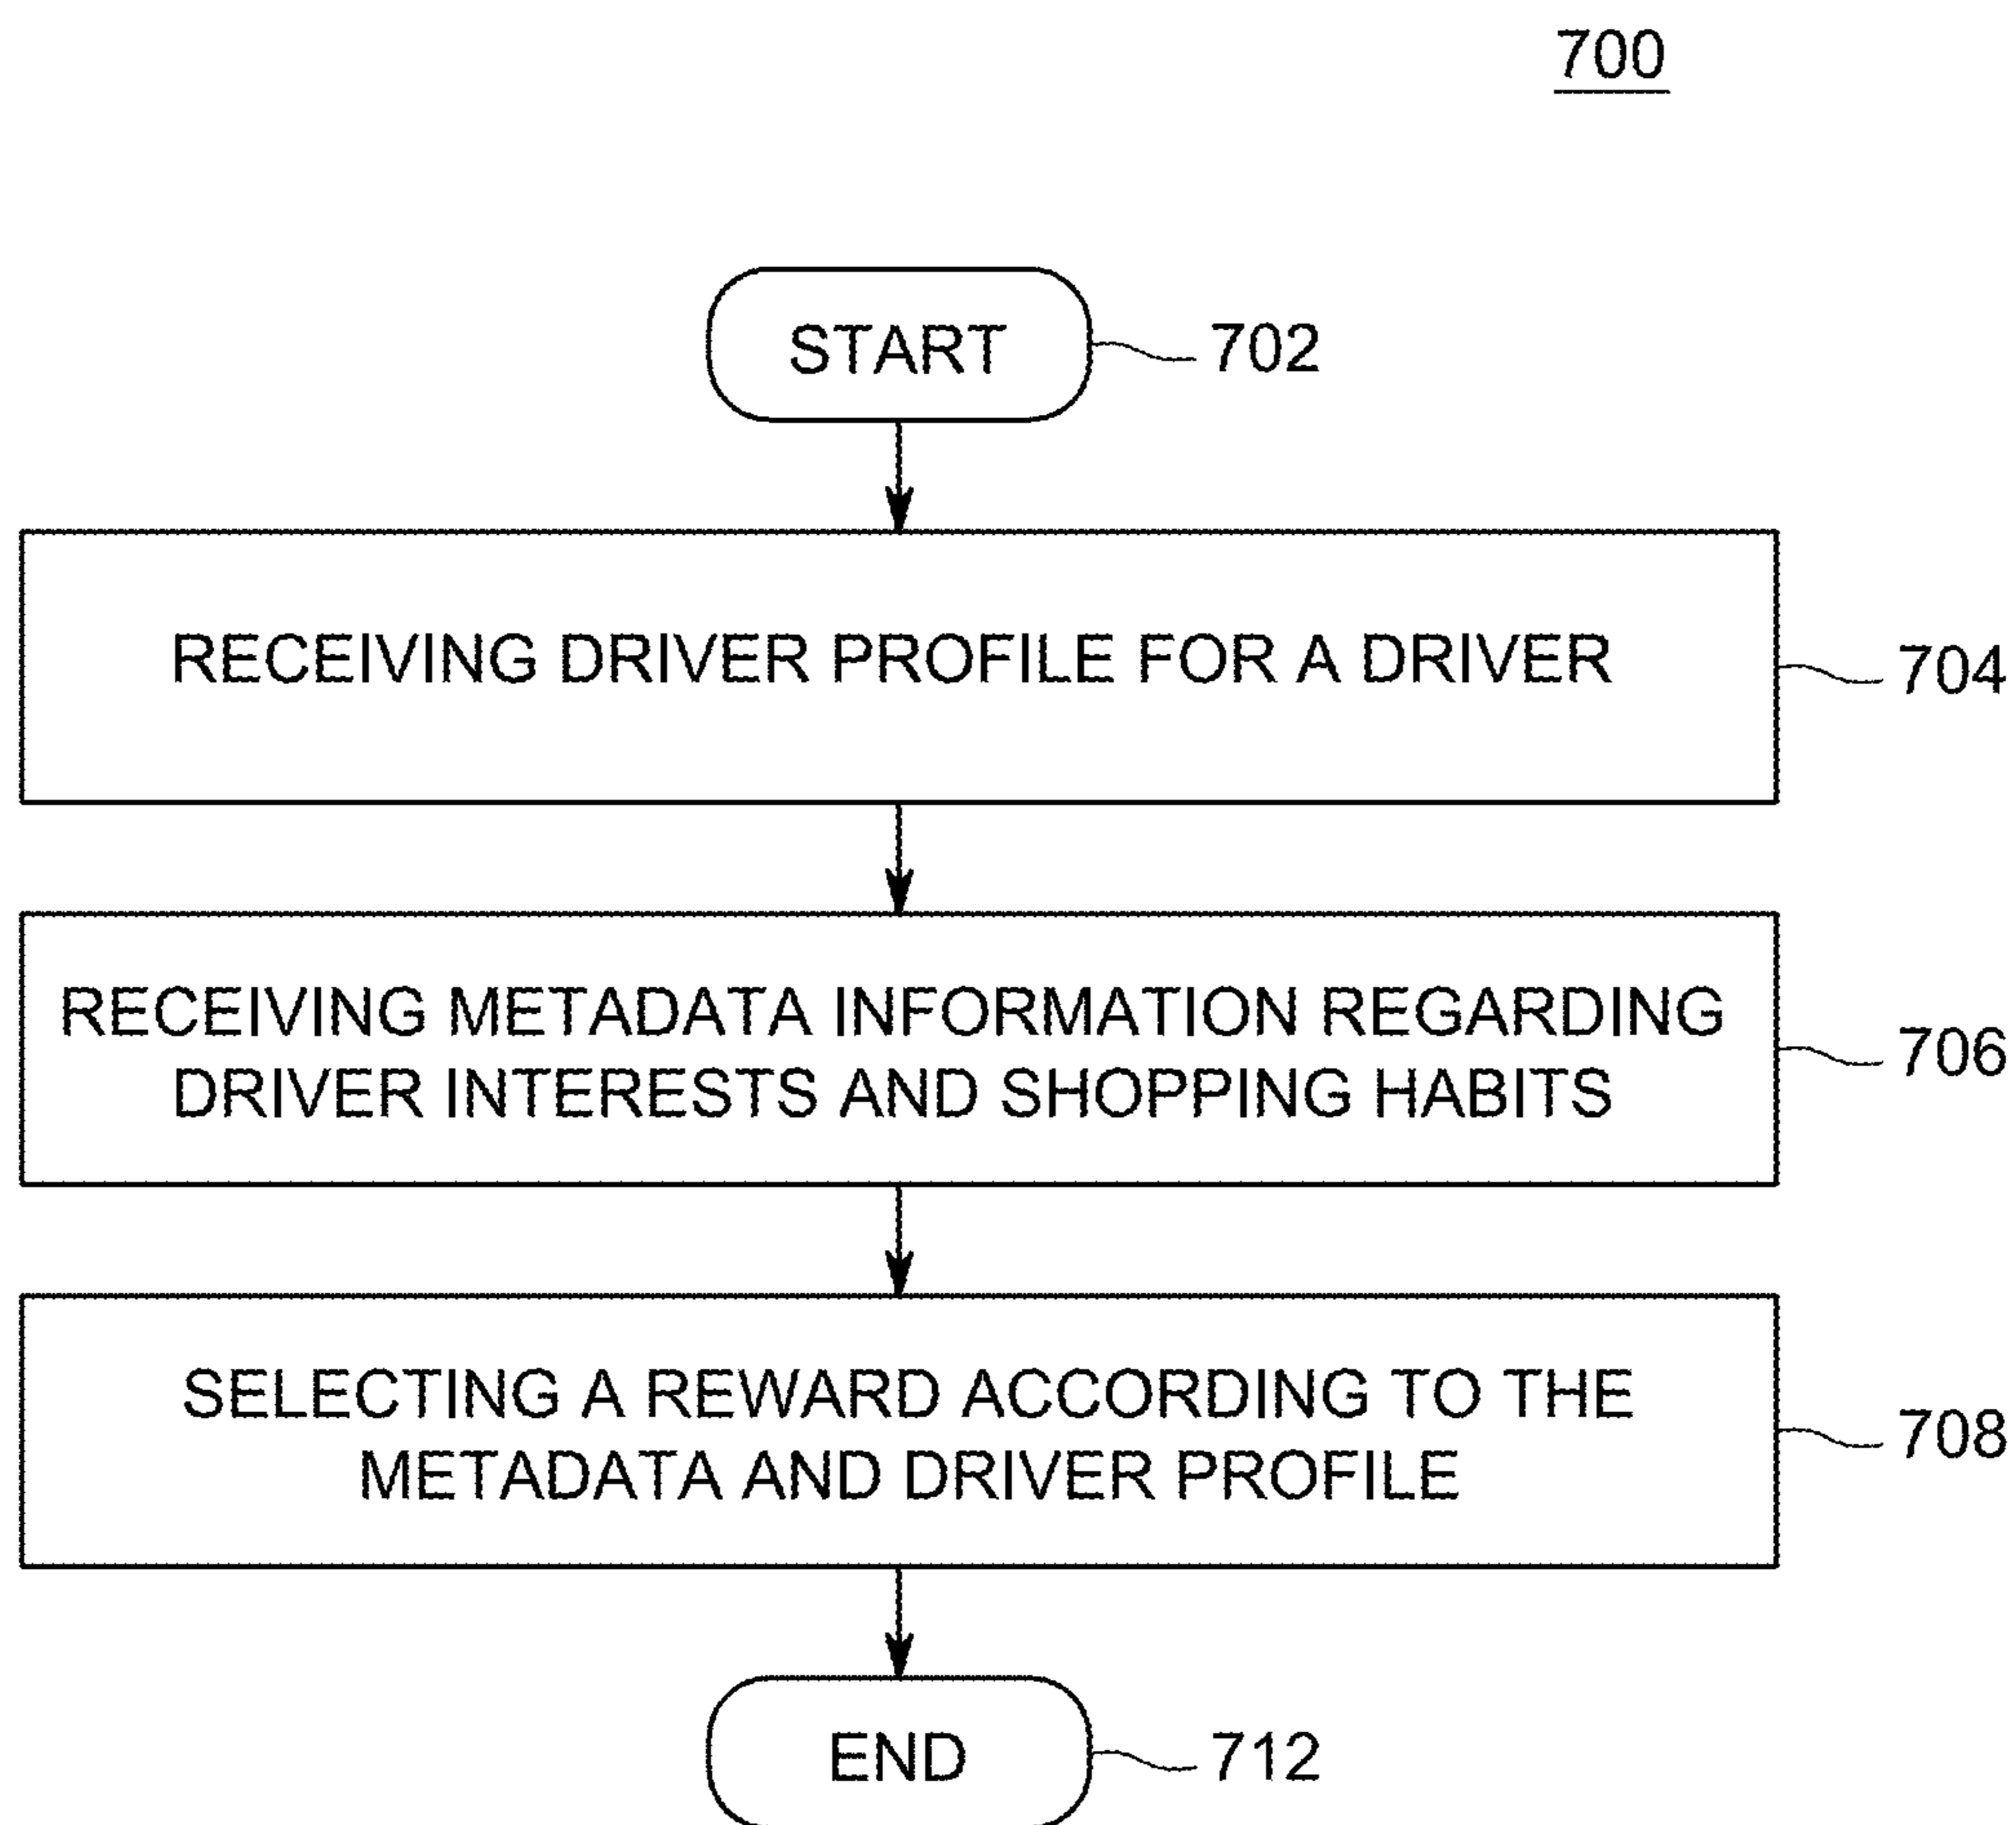 700
START
702
RECEIVING DRIVER PROFILE FOR A DRIVER
704
RECEIVING METADATA INFORMATION REGARDING
DRIVER INTERESTS AND SHOPPING HABITS
706
SELECTING A REWARD ACCORDING TO THE
METADATA AND DRIVER PROFILE
708
END
712